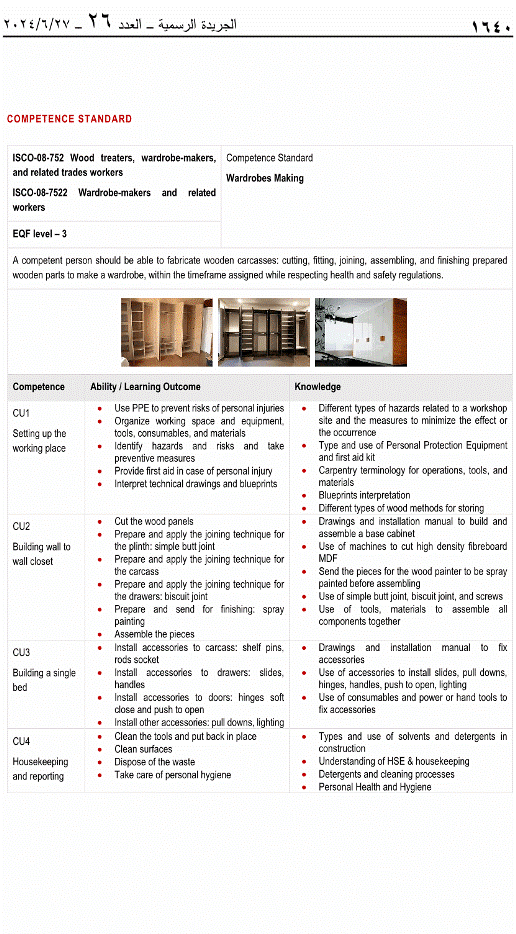 ١٦٤٠ الجريدة الرسمية – العدد ٢٦ – ٢٠٢٤/٦/٢٧
COMPETENCE STANDARD
ISCO-08-752 Wood treaters, wardrobe-makers,
and related trades workers
ISCO-08-7522 Wardrobe-makers and related
workers
EQF level – 3
Competence Standard
Wardrobes Making
A competent person should be able to fabricate wooden carcasses: cutting, fitting, joining, assembling, and finishing prepared
wooden parts to make a wardrobe, within the timeframe assigned while respecting health and safety regulations.
Competence Ability / Learning Outcome Knowledge
CU1
Setting up the
working place
• Use PPE to prevent risks of personal injuries
• Organize working space and equipment,
tools, consumables, and materials
• Identify hazards and risks and take
preventive measures
• Provide first aid in case of personal injury
• Interpret technical drawings and blueprints
• Different types of hazards related to a workshop
site and the measures to minimize the effect or
the occurrence
• Type and use of Personal Protection Equipment
and first aid kit
• Carpentry terminology for operations, tools, and
materials
• Blueprints interpretation
• Different types of wood methods for storing
CU2
Building wall to
wall closet
• Cut the wood panels
• Prepare and apply the joining technique for
the plinth: simple butt joint
• Prepare and apply the joining technique for
the carcass
• Prepare and apply the joining technique for
the drawers: biscuit joint
• Prepare and send for finishing: spray
painting
• Assemble the pieces
• Drawings and installation manual to build and
assemble a base cabinet
• Use of machines to cut high density fibreboard
MDF
• Send the pieces for the wood painter to be spray
painted before assembling
• Use of simple butt joint, biscuit joint, and screws
• Use of tools, materials to assemble all
components together
CU3
Building a single
bed
• Install accessories to carcass: shelf pins,
rods socket
• Install accessories to drawers: slides,
handles
• Install accessories to doors: hinges soft
close and push to open
• Install other accessories: pull downs, lighting
• Drawings and installation manual to fix
accessories
• Use of accessories to install slides, pull downs,
hinges, handles, push to open, lighting
• Use of consumables and power or hand tools to
fix accessories
CU4
Housekeeping
and reporting
• Clean the tools and put back in place
• Clean surfaces
• Dispose of the waste
• Take care of personal hygiene
• Types and use of solvents and detergents in
construction
• Understanding of HSE & housekeeping
• Detergents and cleaning processes
• Personal Health and Hygiene